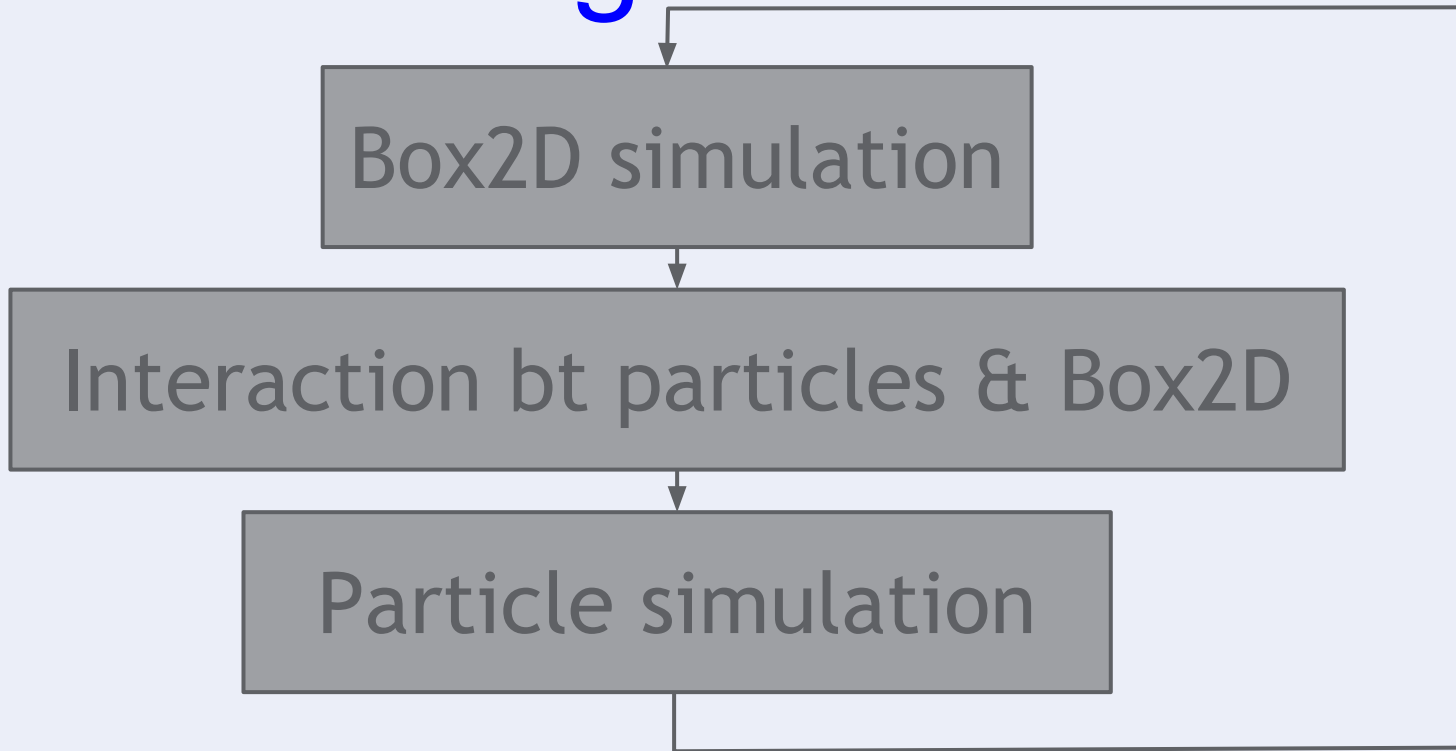 Box2D simulation
Interaction bt particles & Box2D
Particle simulation